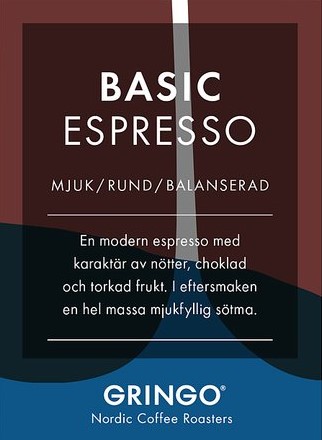 BASIC
ESPRESSO
MJUK/RUND/BALANSERAD
En modern espresso med
karaktär av nötter, choklad
och torkad frukt. I eftersmaken
en hel massa mjukfyllig sötma.
GRINGO®
Nordic Coffee Roasters